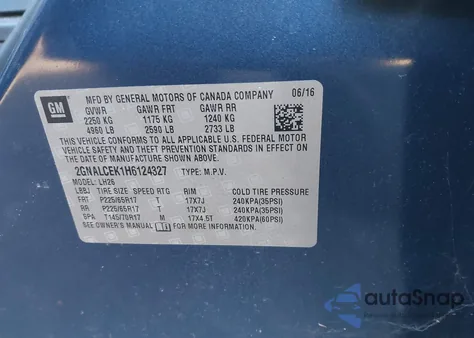 GM
MFD BY GENERAL MOTORS OF CANADA COMPANY 06/16
GVWR GAWR FRT GAWR RR
2250 KG 1175 KG 1240 KG
4960 LB 2590 LB 2733 LB
THIS VEHICLE CONFORMS TO ALL APPLICABLE U.S. FEDERAL MOTOR
VEHICLE SAFETY AND THEFT PREVENTION STANDARDS IN EFFECT ON
THE DATE OF MANUFACTURE SHOWN ABOVE.
2GNALCEK1H6124327 TYPE: M.P.V.
MODEL: LH26
LBBJ TIRE SIZE SPEED RTG RIM COLD TIRE PRESSURE
FRT P225/65R17 T 17X7J 240KPA(35PSI)
RR P225/65R17 T 17X7J 240KPA(35PSI)
SPA T145/70R17 M 17X4.5T 420KPA(60PSI)
SEE OWNER'S MANUAL FOR MORE INFORMATION.
autoSnap